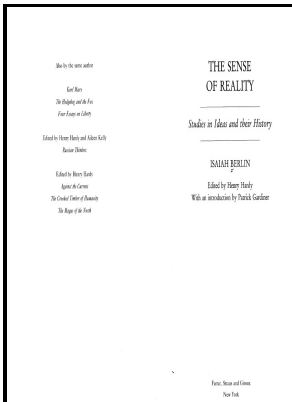 Also by the same author
Karl Marx
The Hedgehog and the Fox
Four Essays on Liberty
Edited by Henry Hardy and Aileen Kelly
Russian Thinkers
Edited by Henry Hardy
Against the Current
The Crooked Timber of Humanity
The Magus of the North
THE SENSE
OF REALITY
Studies in Ideas and their History
ISAIAH BERLIN
Edited by Henry Hardy
With an introduction by Patrick Gardiner
Farrar, Straus and Giroux
New York